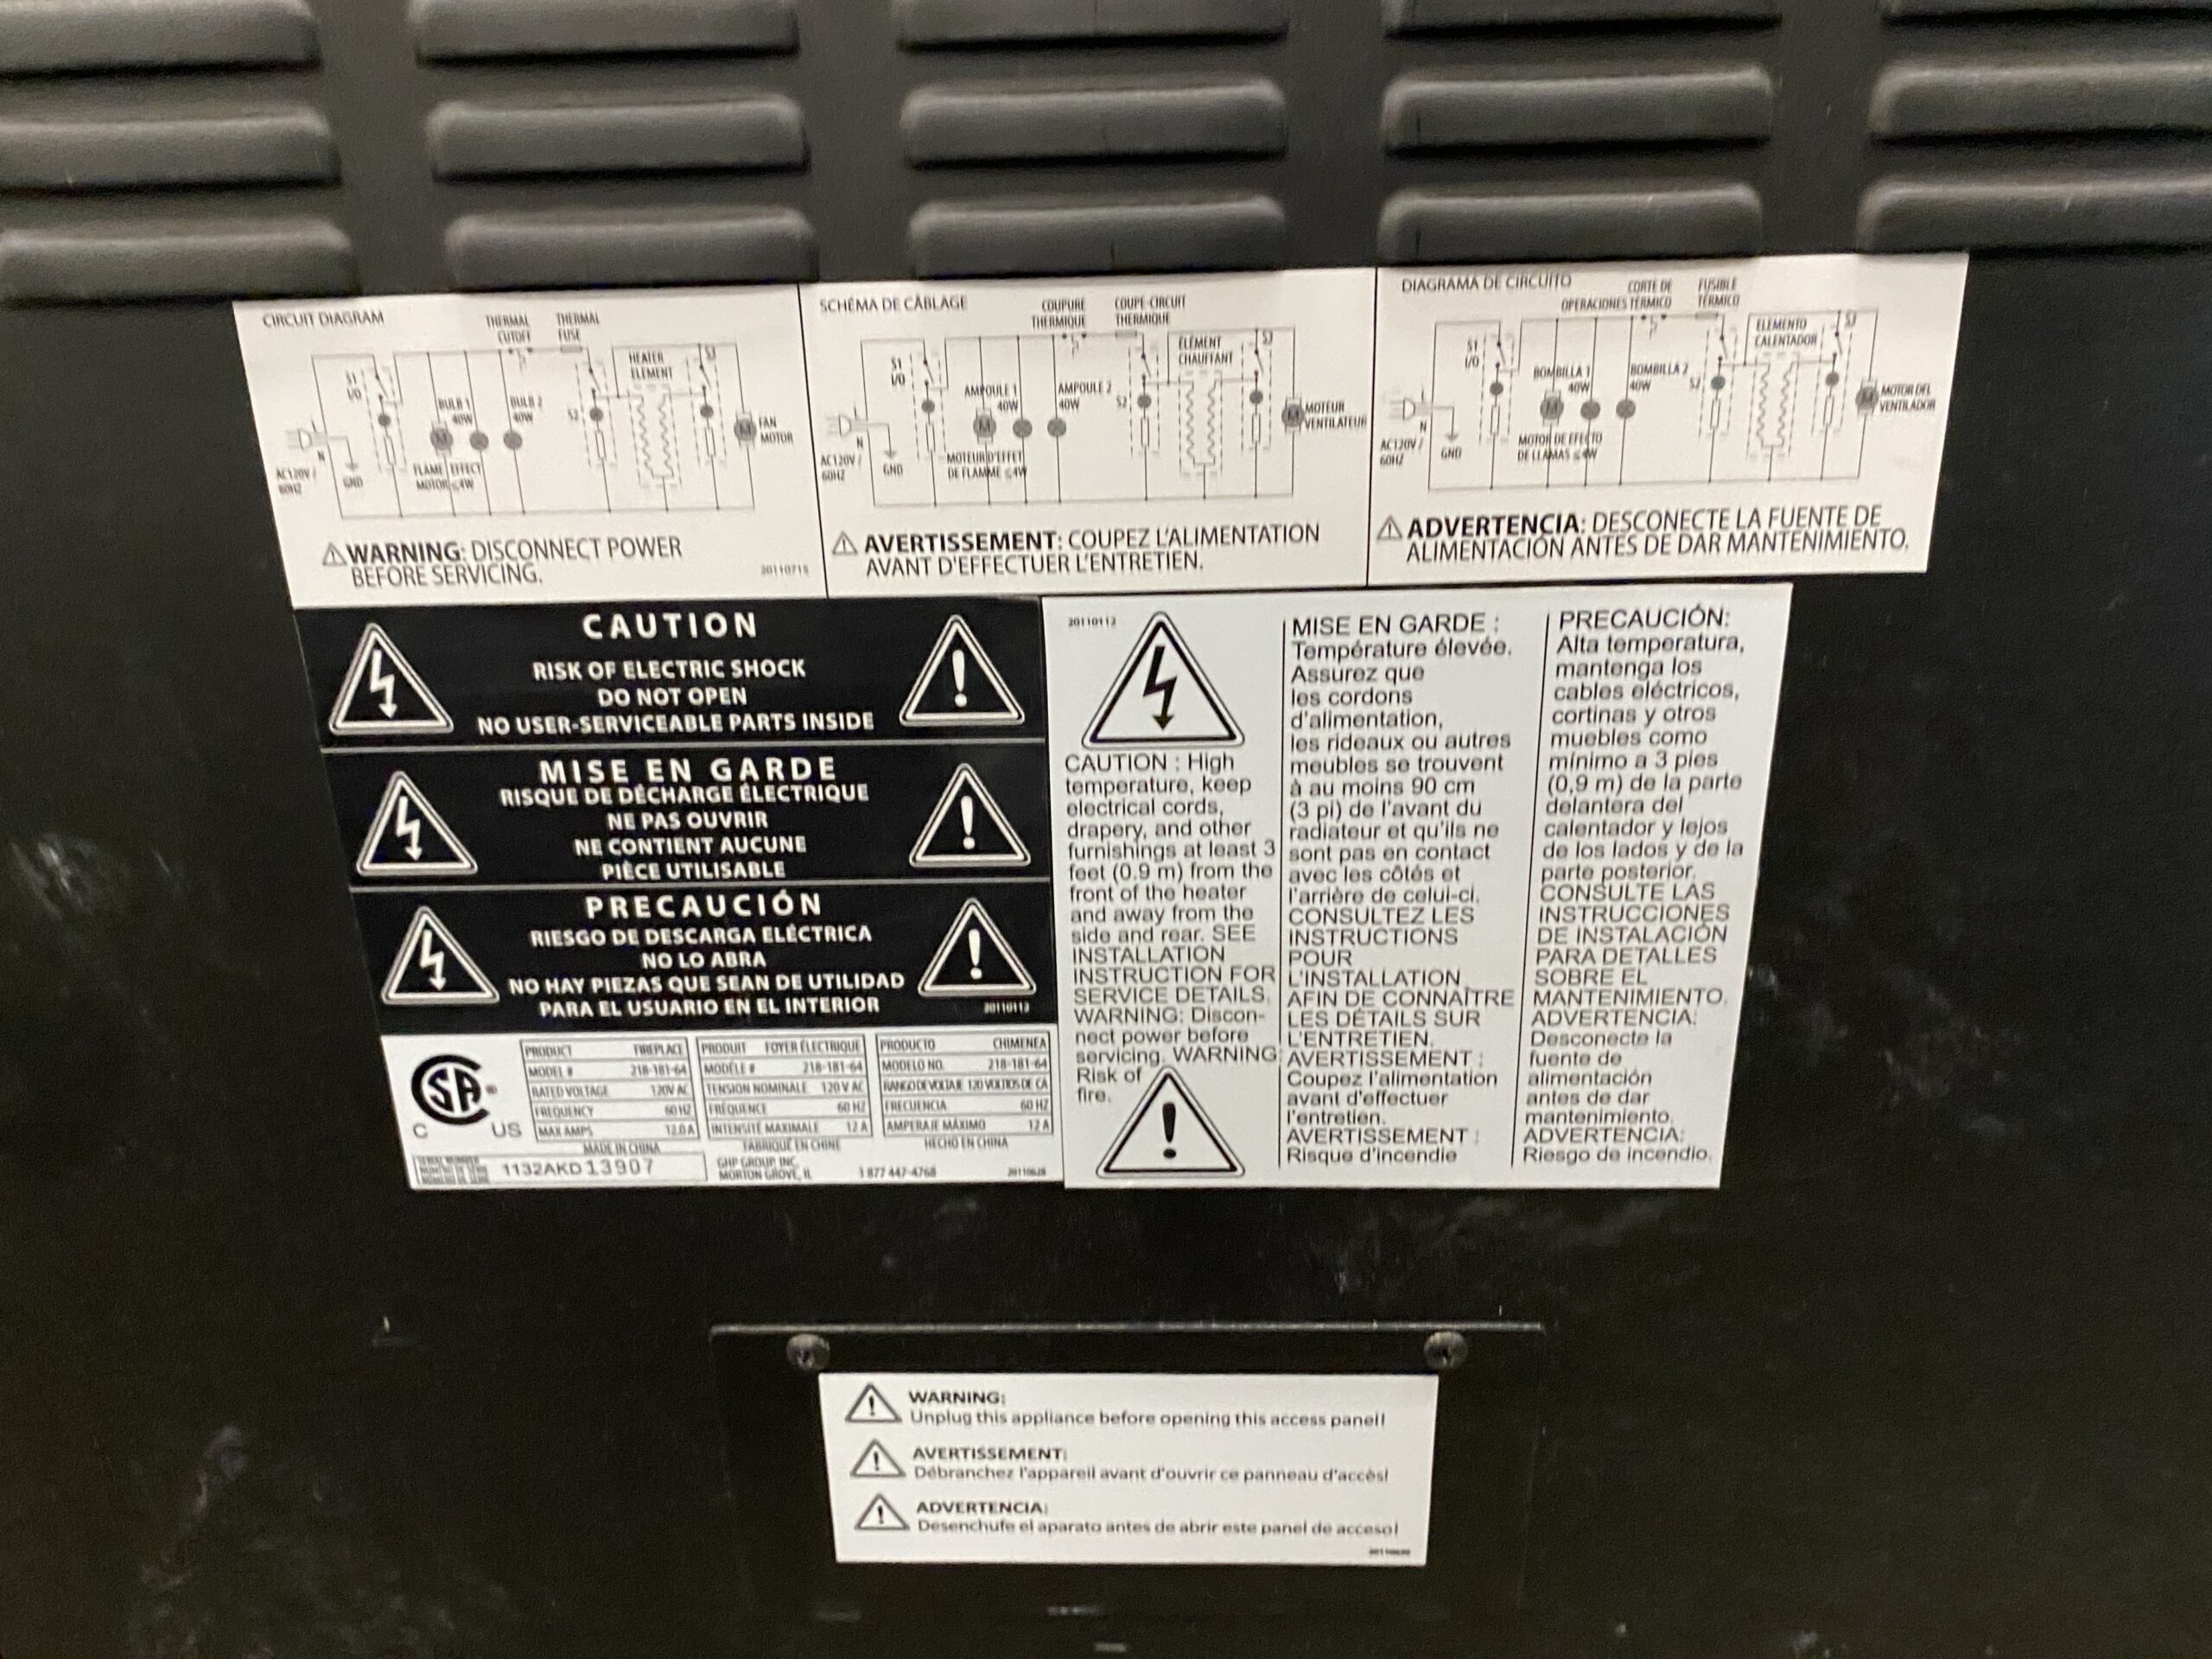 CIRCUIT DIAGRAM
THERMAL
CUTOFF
THERMAL
FUSE
HEATER
ELEMENT
S1
I/O
S2
S3
BULB 1
40W
BULB 2
40W
FAN
MOTOR
M
M
N
AC120V /
60HZ
GND
FLAME EFFECT
MOTOR ≤4W
WARNING: DISCONNECT POWER
BEFORE SERVICING.
20110715
SCHÉMA DE CÂBLAGE
COUPURE
THERMIQUE
COUPE-CIRCUIT
THERMIQUE
ÉLÉMENT
CHAUFFANT
S1
I/O
S2
S3
AMPOULE 1
40W
AMPOULE 2
40W
M
M
MOTEUR
VENTILATEUR
N
AC120V /
60HZ
GND
MOTEUR D'EFFET
DE FLAMME ≤4W
AVERTISSEMENT: COUPEZ L'ALIMENTATION
AVANT D'EFFECTUER L'ENTRETIEN.
DIAGRAMA DE CIRCUITO
CORTE DE
OPERACIONES TÉRMICO
FUSIBLE
TÉRMICO
ELEMENTO
CALENTADOR
S1
I/O
S2
S3
BOMBILLA 1
40W
BOMBILLA 2
40W
M
M
MOTOR DEL
VENTILADOR
N
AC120V /
60HZ
GND
MOTOR DE EFECTO
DE LLAMAS ≤4W
ADVERTENCIA: DESCONECTE LA FUENTE DE
ALIMENTACIÓN ANTES DE DAR MANTENIMIENTO.
CAUTION
RISK OF ELECTRIC SHOCK
DO NOT OPEN
NO USER-SERVICEABLE PARTS INSIDE
MISE EN GARDE
RISQUE DE DÉCHARGE ÉLECTRIQUE
NE PAS OUVRIR
NE CONTIENT AUCUNE
PIÈCE UTILISABLE
PRECAUCIÓN
RIESGO DE DESCARGA ELÉCTRICA
NO LO ABRA
NO HAY PIEZAS QUE SEAN DE UTILIDAD
PARA EL USUARIO EN EL INTERIOR
20110113
20110112
CAUTION : High
temperature, keep
electrical cords,
drapery, and other
furnishings at least 3
feet (0.9 m) from the
front of the heater
and away from the
side and rear. SEE
INSTALLATION
INSTRUCTION FOR
SERVICE DETAILS.
WARNING: Discon-
nect power before
servicing. WARNING:
Risk of
fire.
MISE EN GARDE :
Température élevée.
Assurez que
les cordons
d'alimentation,
les rideaux ou autres
meubles se trouvent
à au moins 90 cm
(3 pi) de l'avant du
radiateur et qu'ils ne
sont pas en contact
avec les côtés et
l'arrière de celui-ci.
CONSULTEZ LES
INSTRUCTIONS
POUR
L'INSTALLATION
AFIN DE CONNAÎTRE
LES DÉTAILS SUR
L'ENTRETIEN.
AVERTISSEMENT :
Coupez l'alimentation
avant d'effectuer
l'entretien.
AVERTISSEMENT :
Risque d'incendie
PRECAUCIÓN:
Alta temperatura,
mantenga los
cables eléctricos,
cortinas y otros
muebles como
mínimo a 3 pies
(0,9 m) de la parte
delantera del
calentador y lejos
de los lados y de la
parte posterior.
CONSULTE LAS
INSTRUCCIONES
DE INSTALACIÓN
PARA DETALLES
SOBRE EL
MANTENIMIENTO.
ADVERTENCIA:
Desconecte la
fuente de
alimentación
antes de dar
mantenimiento.
ADVERTENCIA:
Riesgo de incendio.
CSA®
C US
PRODUCT FIREPLACE
MODEL # 218-181-64
RATED VOLTAGE 120V AC
FREQUENCY 60 HZ
MAX AMPS 12.0 A
MADE IN CHINA
PRODUIT FOYER ÉLECTRIQUE
MODÈLE # 218-181-64
TENSION NOMINALE 120 V AC
FRÉQUENCE 60 HZ
INTENSITÉ MAXIMALE 12 A
FABRIQUÉ EN CHINE
PRODUCTO CHIMENEA
MODELO NO. 218-181-64
RANGO DE VOLTAJE 120 VOLTIOS DE CA
FRECUENCIA 60 HZ
AMPERAJE MÁXIMO 12 A
HECHO EN CHINA
1132AKD13907
GHP GROUP INC.
MORTON GROVE, IL
1 877 447-4768
20110628
WARNING:
Unplug this appliance before opening this access panel!
AVERTISSEMENT:
Débranchez l'appareil avant d'ouvrir ce panneau d'accès!
ADVERTENCIA:
Desenchufe el aparato antes de abrir este panel de acceso!